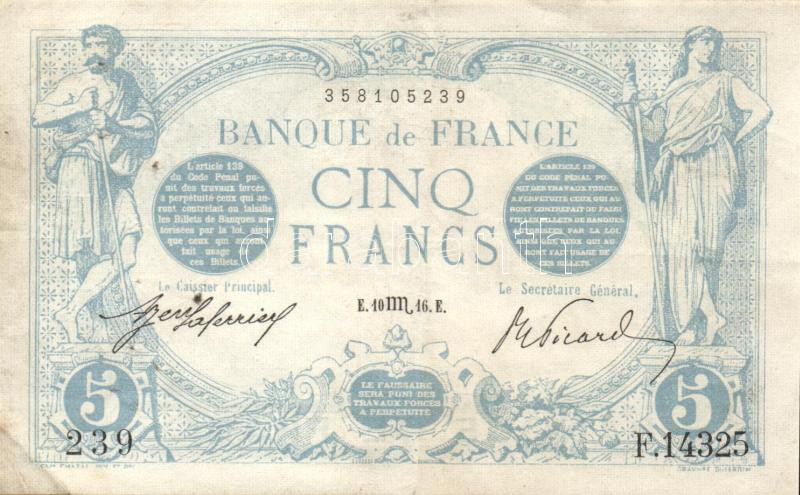 358105239
BANQUE de FRANCE
CINQ
FRANCS
L'article 139
du Code Pénal pu-
nit des travaux forcés
à perpétuité ceux qui au-
ront contrefait ou falsifié
les Billets de Banques au-
torisées par la loi, ainsi
que ceux qui auront
fait usage de
ces Billets.
L'ARTICLE 139
DU CODE PÉNAL PU-
NIT DES TRAVAUX FORCÉS
A PERPÉTUITÉ CEUX QUI AU-
RONT CONTREFAIT OU FALSI-
FIÉ LES BILLETS DE BANQUES
PAR LA LOI,
AINSI QUE CEUX QUI AU-
RONT FAIT USAGE DE
CES BILLETS.
Le Caissier Principal.
Le Secrétaire Général,
E.10 16.E.
LE FAUSSAIRE
SERA PUNI DES
TRAVAUX FORCÉS
A PERPÉTUITÉ
5
5
239
F.14325
darabanth